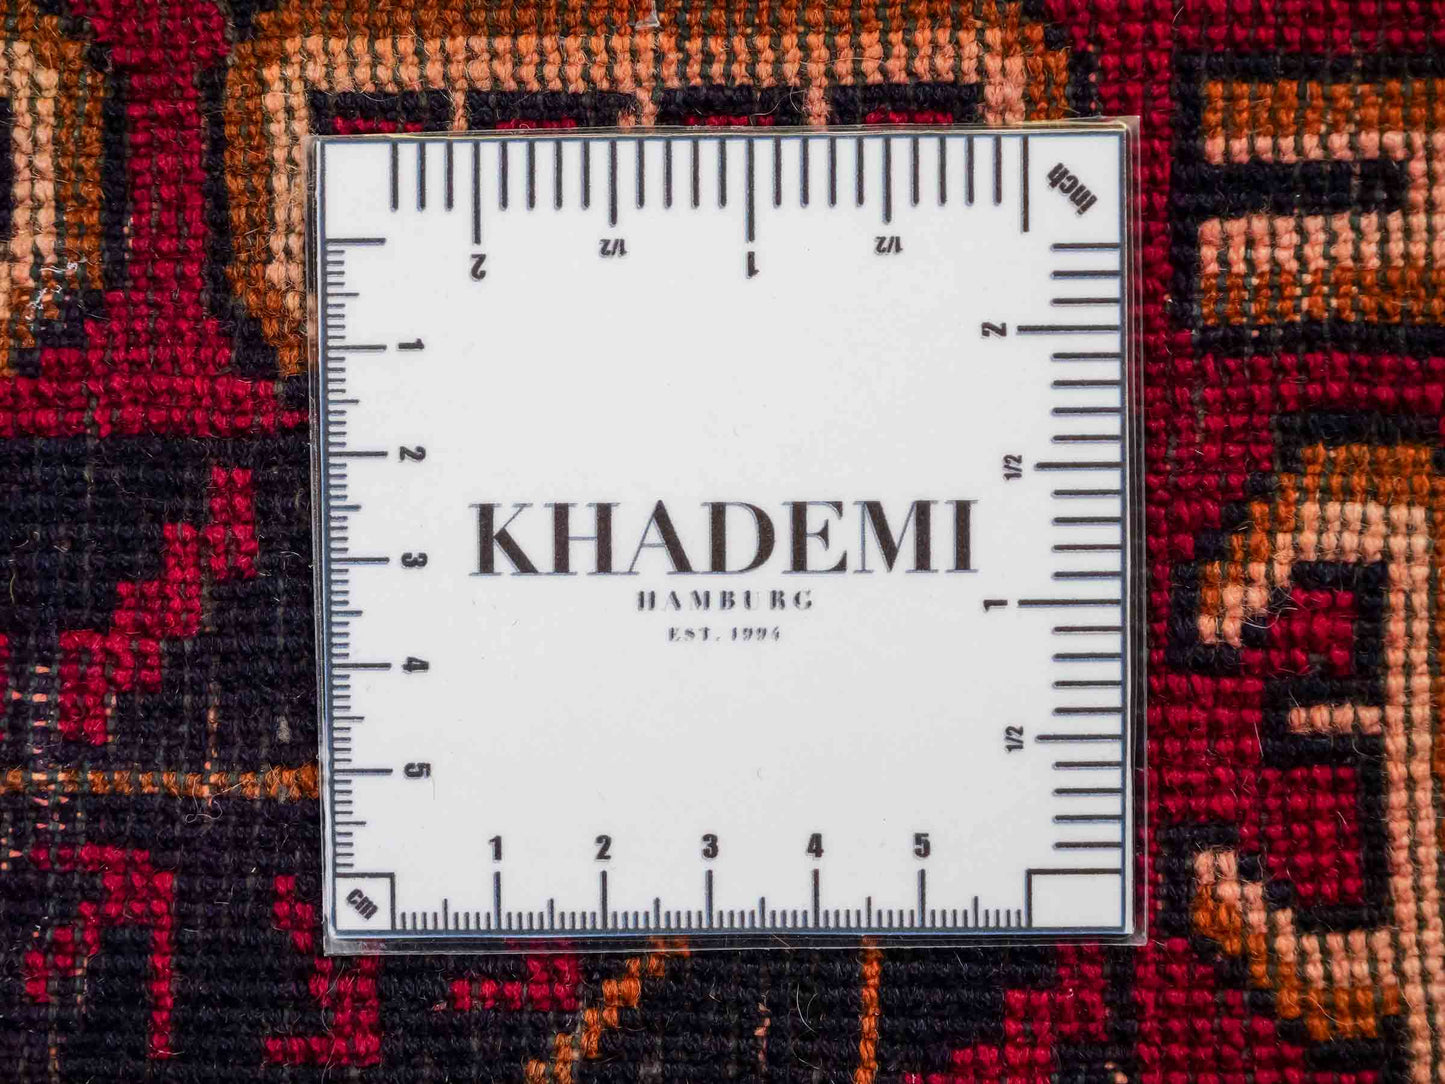 inch
2 1/2 1 1/2
1
2
3
4
5
2
1/2
1
1/2
KHADEMI
HAMBURG
EST. 1994
cm
1 2 3 4 5